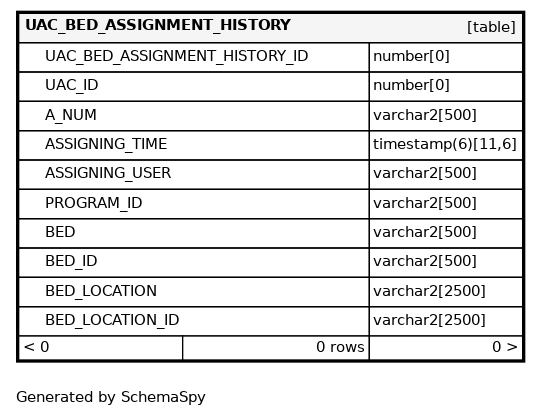 UAC_BED_ASSIGNMENT_HISTORY [table]
UAC_BED_ASSIGNMENT_HISTORY_ID number[0]
UAC_ID number[0]
A_NUM varchar2[500]
ASSIGNING_TIME timestamp(6)[11,6]
ASSIGNING_USER varchar2[500]
PROGRAM_ID varchar2[500]
BED varchar2[500]
BED_ID varchar2[500]
BED_LOCATION varchar2[2500]
BED_LOCATION_ID varchar2[2500]
< 0 0 rows 0 >
Generated by SchemaSpy